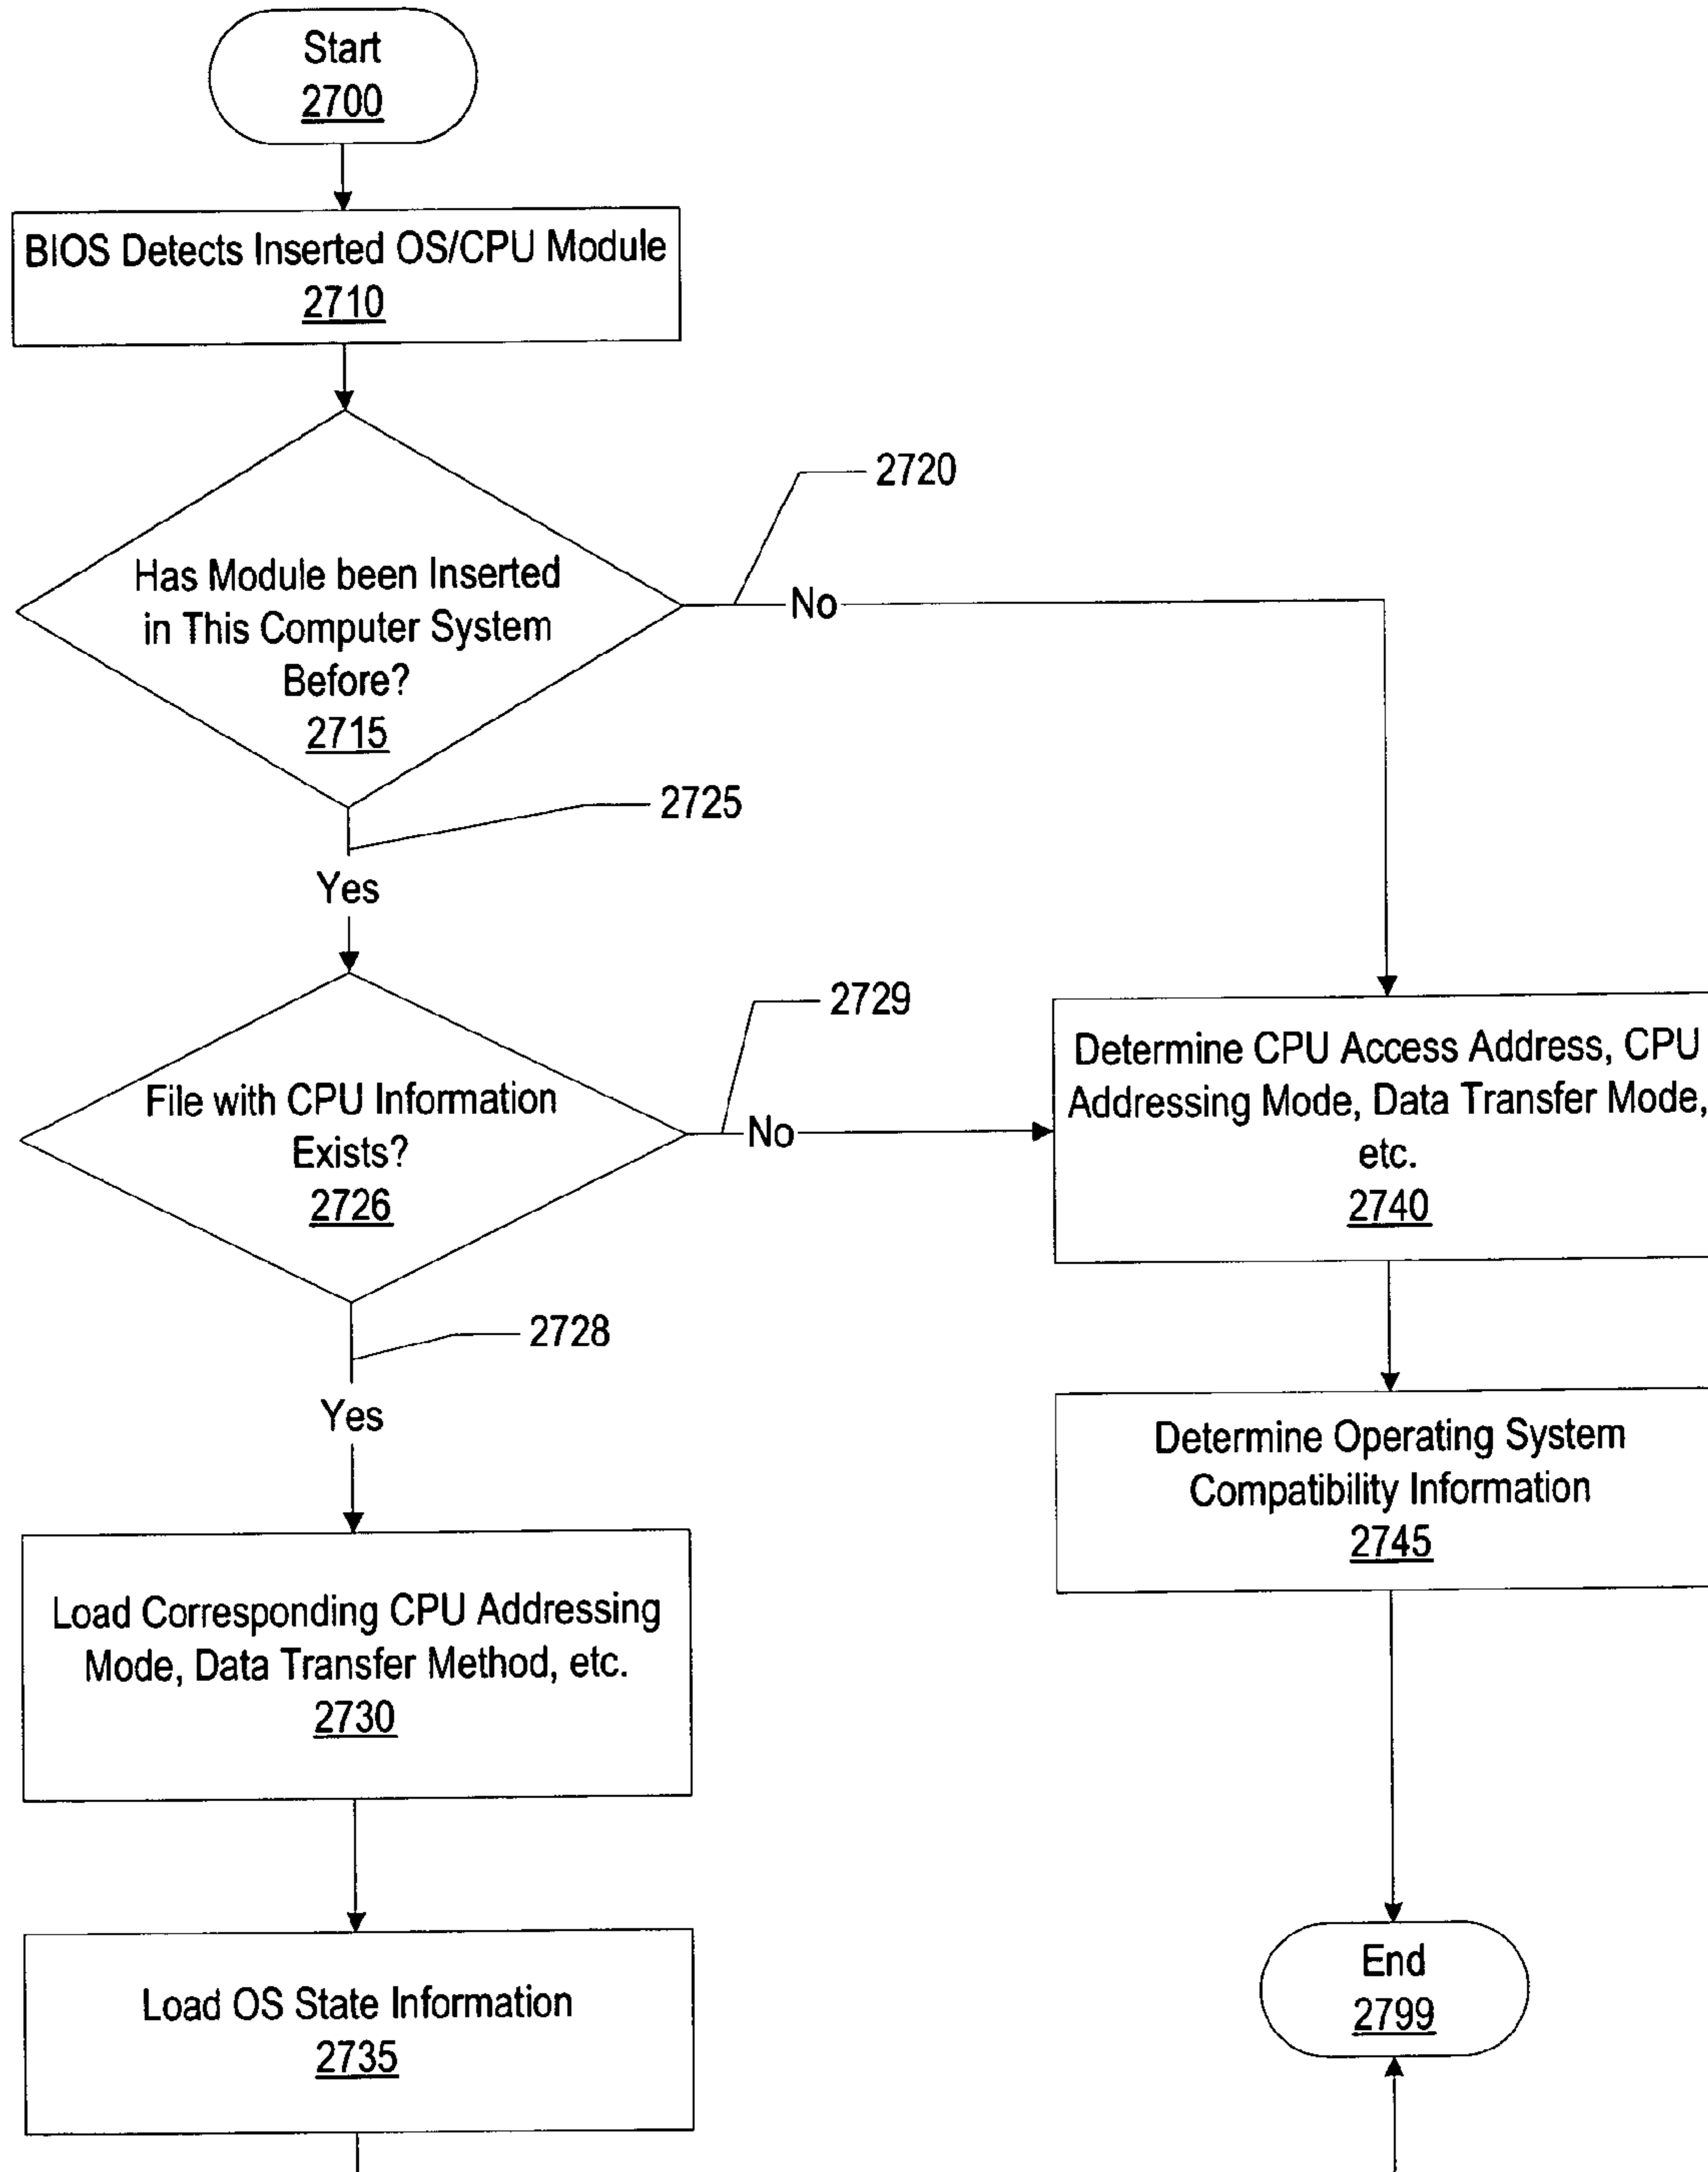 Start
2700
BIOS Detects Inserted OS/CPU Module
2710
2720
Has Module been Inserted
in This Computer System
Before?
2715
No
2725
Yes
2729
File with CPU Information
Exists?
2726
No
Determine CPU Access Address, CPU
Addressing Mode, Data Transfer Mode,
etc.
2740
2728
Yes
Determine Operating System
Compatibility Information
2745
Load Corresponding CPU Addressing
Mode, Data Transfer Method, etc.
2730
Load OS State Information
2735
End
2799